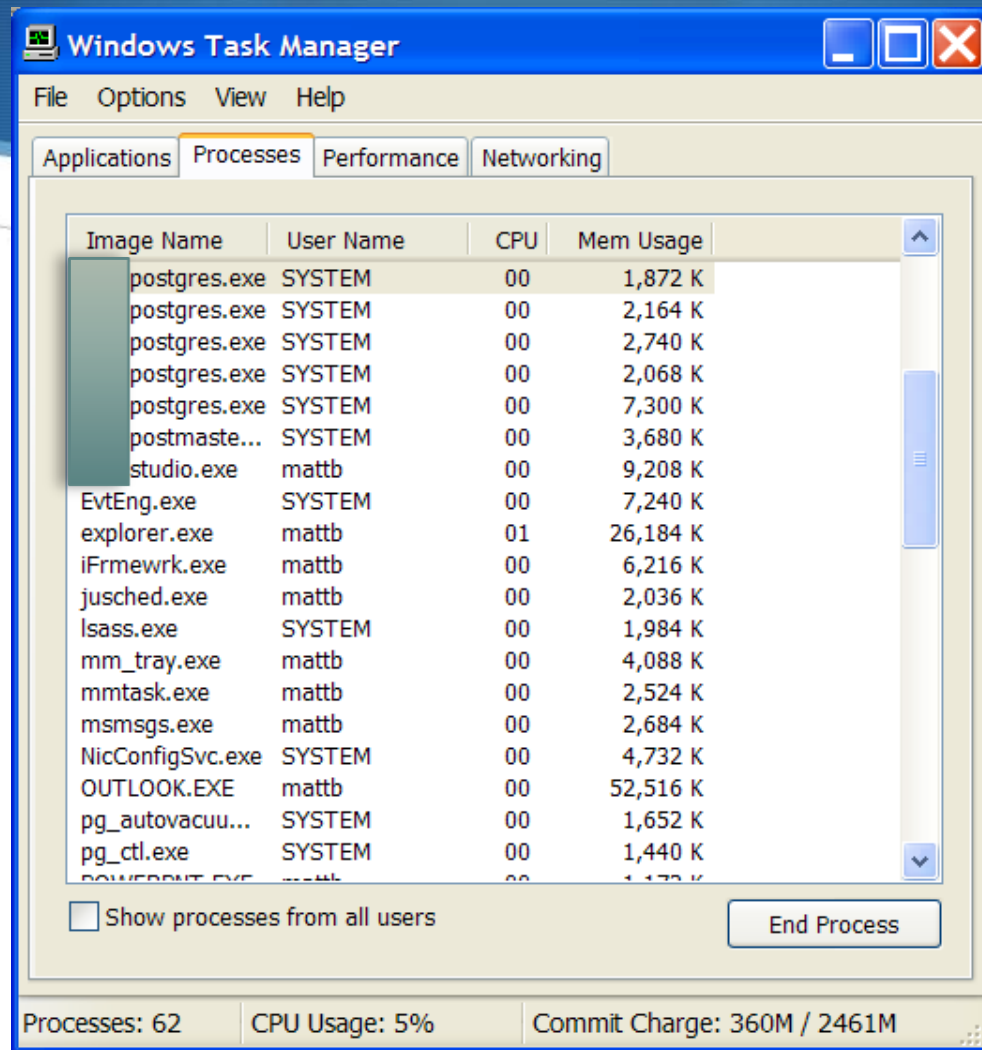 Windows Task Manager
File Options View Help
Applications Processes Performance Networking
Image Name User Name CPU Mem Usage
postgres.exe SYSTEM 00 1,872 K
postgres.exe SYSTEM 00 2,164 K
postgres.exe SYSTEM 00 2,740 K
postgres.exe SYSTEM 00 2,068 K
postgres.exe SYSTEM 00 7,300 K
postmaste... SYSTEM 00 3,680 K
studio.exe mattb 00 9,208 K
EvtEng.exe SYSTEM 00 7,240 K
explorer.exe mattb 01 26,184 K
iFrmewrk.exe mattb 00 6,216 K
jusched.exe mattb 00 2,036 K
lsass.exe SYSTEM 00 1,984 K
mm_tray.exe mattb 00 4,088 K
mmtask.exe mattb 00 2,524 K
msmsgs.exe mattb 00 2,684 K
NicConfigSvc.exe SYSTEM 00 4,732 K
OUTLOOK.EXE mattb 00 52,516 K
pg_autovacuu... SYSTEM 00 1,652 K
pg_ctl.exe SYSTEM 00 1,440 K
POWERPNT.EXE mattb 00
Show processes from all users
End Process
Processes: 62 CPU Usage: 5% Commit Charge: 360M / 2461M